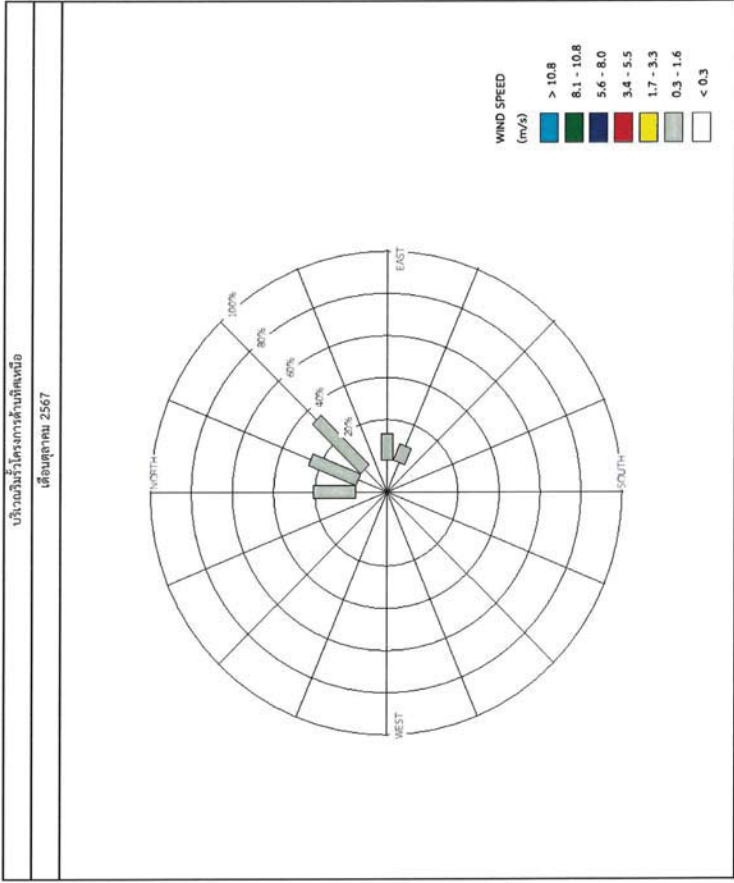 บริเวณริมรั้วโครงการด้านทิศเหนือ
เดือนตุลาคม 2567
NORTH
100%
80%
60%
40%
20%
WEST
EAST
SOUTH
WIND SPEED
(m/s)
> 10.8
8.1 - 10.8
5.6 - 8.0
3.4 - 5.5
1.7 - 3.3
0.3 - 1.6
< 0.3